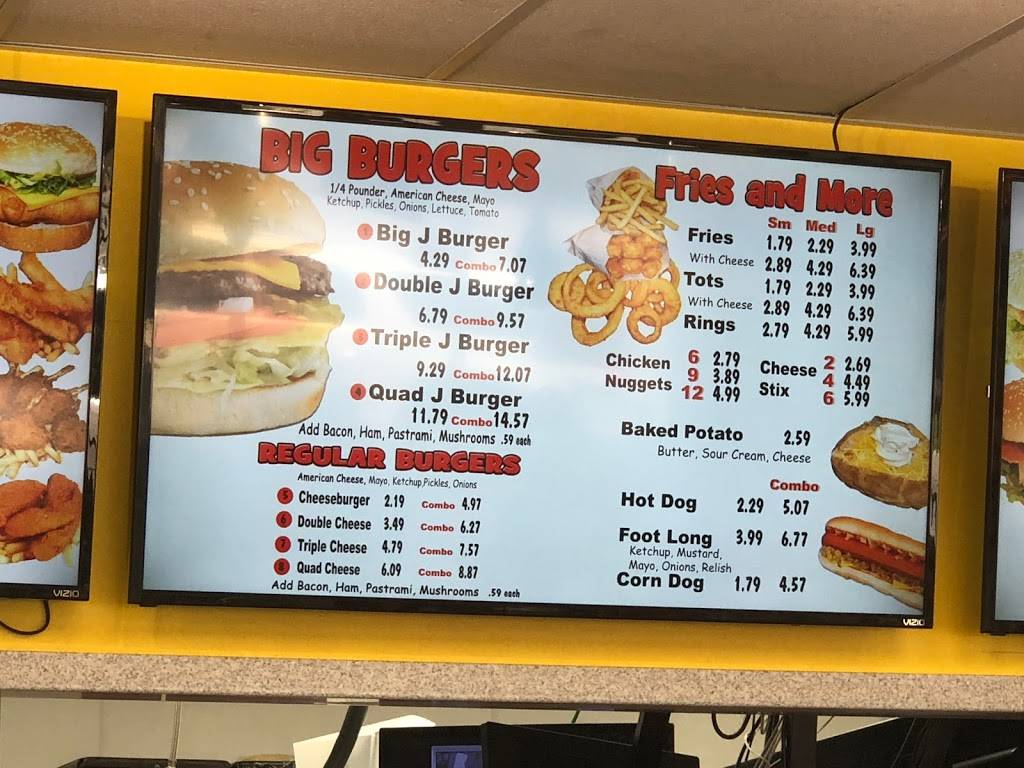 BIG BURGERS
1/4 Pounder, American Cheese, Mayo
Ketchup, Pickles, Onions, Lettuce, Tomato
1 Big J Burger
4.29 Combo 7.07
2 Double J Burger
6.79 Combo 9.57
3 Triple J Burger
9.29 Combo 12.07
4 Quad J Burger
11.79 Combo 14.57
Add Bacon, Ham, Pastrami, Mushrooms .59 each
REGULAR BURGERS
American Cheese, Mayo, Ketchup,Pickles, Onions
5 Cheeseburger 2.19 Combo 4.97
6 Double Cheese 3.49 Combo 6.27
7 Triple Cheese 4.79 Combo 7.57
8 Quad Cheese 6.09 Combo 8.87
Add Bacon, Ham, Pastrami, Mushrooms .59 each
Fries and More
Sm Med Lg
Fries 1.79 2.29 3.99
With Cheese 2.89 4.29 6.39
Tots 1.79 2.29 3.99
With Cheese 2.89 4.29 6.39
Rings 2.79 4.29 5.99
Chicken Nuggets
6 2.79
9 3.89
12 4.99
Cheese Stix
2 2.69
4 4.49
6 5.99
Baked Potato 2.59
Butter, Sour Cream, Cheese
Combo
Hot Dog 2.29 5.07
Foot Long 3.99 6.77
Ketchup, Mustard,
Mayo, Onions, Relish
Corn Dog 1.79 4.57
VIZIO
VIZIO